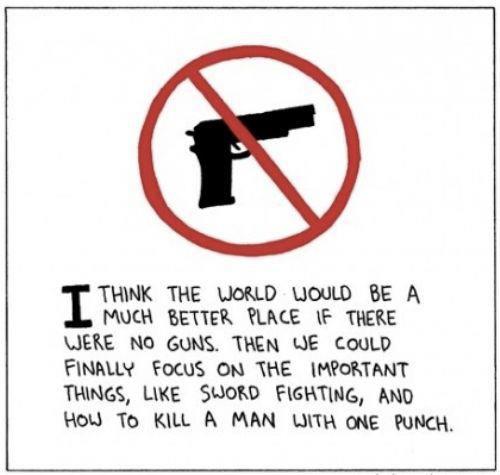 I THINK THE WORLD WOULD BE A
MUCH BETTER PLACE IF THERE
WERE NO GUNS. THEN WE COULD
FINALLY FOCUS ON THE IMPORTANT
THINGS, LIKE SWORD FIGHTING, AND
HOW TO KILL A MAN WITH ONE PUNCH.